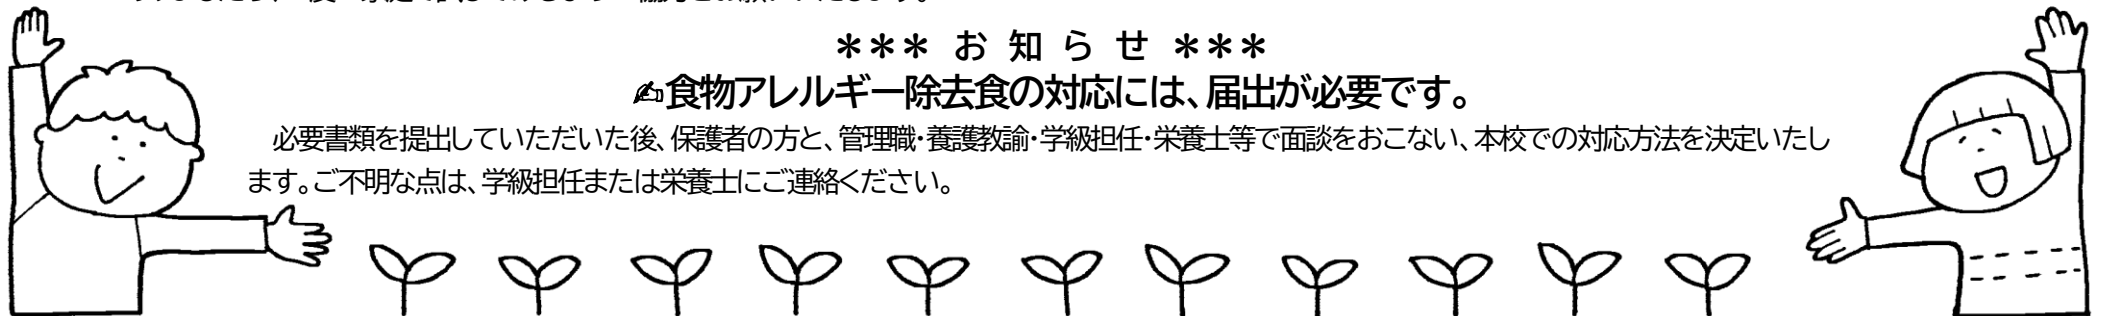 ＊＊＊ お 知 ら せ ＊＊＊
✍食物アレルギー除去食の対応には、届出が必要です。
必要書類を提出していただいた後、保護者の方と、管理職・養護教諭・学級担任・栄養士等で面談をおこない、本校での対応方法を決定いたし
ます。ご不明な点は、学級担任または栄養士にご連絡ください。